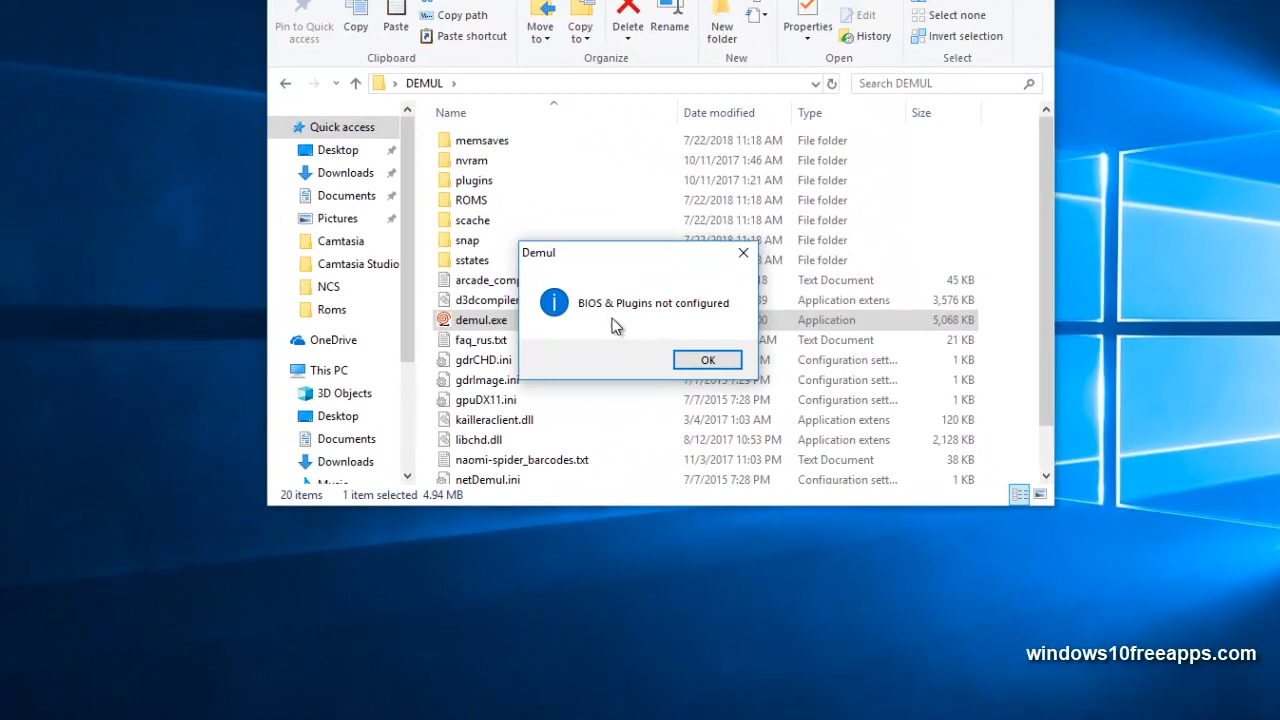 Pin to Quick access
Copy
Paste
Copy path
Paste shortcut
Move to
Copy to
Delete
Rename
New folder
Properties
Edit
History
Select none
Invert selection
Clipboard
Organize
New
Open
Select
DEMUL
Search DEMUL
Name
Date modified
Type
Size
Quick access
Desktop
Downloads
Documents
Pictures
Camtasia
Camtasia Studio
NCS
Roms
OneDrive
This PC
3D Objects
Desktop
Documents
Downloads
memsaves 7/22/2018 11:18 AM File folder
nvram 10/11/2017 1:46 AM File folder
plugins 10/11/2017 1:21 AM File folder
ROMS 7/22/2018 11:18 AM File folder
scache 7/22/2018 11:18 AM File folder
snap 7/22/2018 11:18 AM File folder
sstates File folder
arcade_comp Text Document 45 KB
d3dcompiler Application extens 3,576 KB
demul.exe Application 5,068 KB
faq_rus.txt AM Text Document 21 KB
gdrCHD.ini Configuration sett... 1 KB
gdrImage.ini 7/7/2015 7:29 PM Configuration sett... 1 KB
gpuDX11.ini 7/7/2015 7:28 PM Configuration sett... 1 KB
kailleraclient.dll 3/4/2017 1:03 AM Application extens 120 KB
libchd.dll 8/12/2017 10:53 PM Application extens 2,128 KB
naomi-spider_barcodes.txt 11/3/2017 11:03 PM Text Document 38 KB
netDemul.ini 7/7/2015 7:28 PM Configuration sett... 1 KB
Demul
BIOS & Plugins not configured
OK
20 items 1 item selected 4.94 MB
windows10freeapps.com